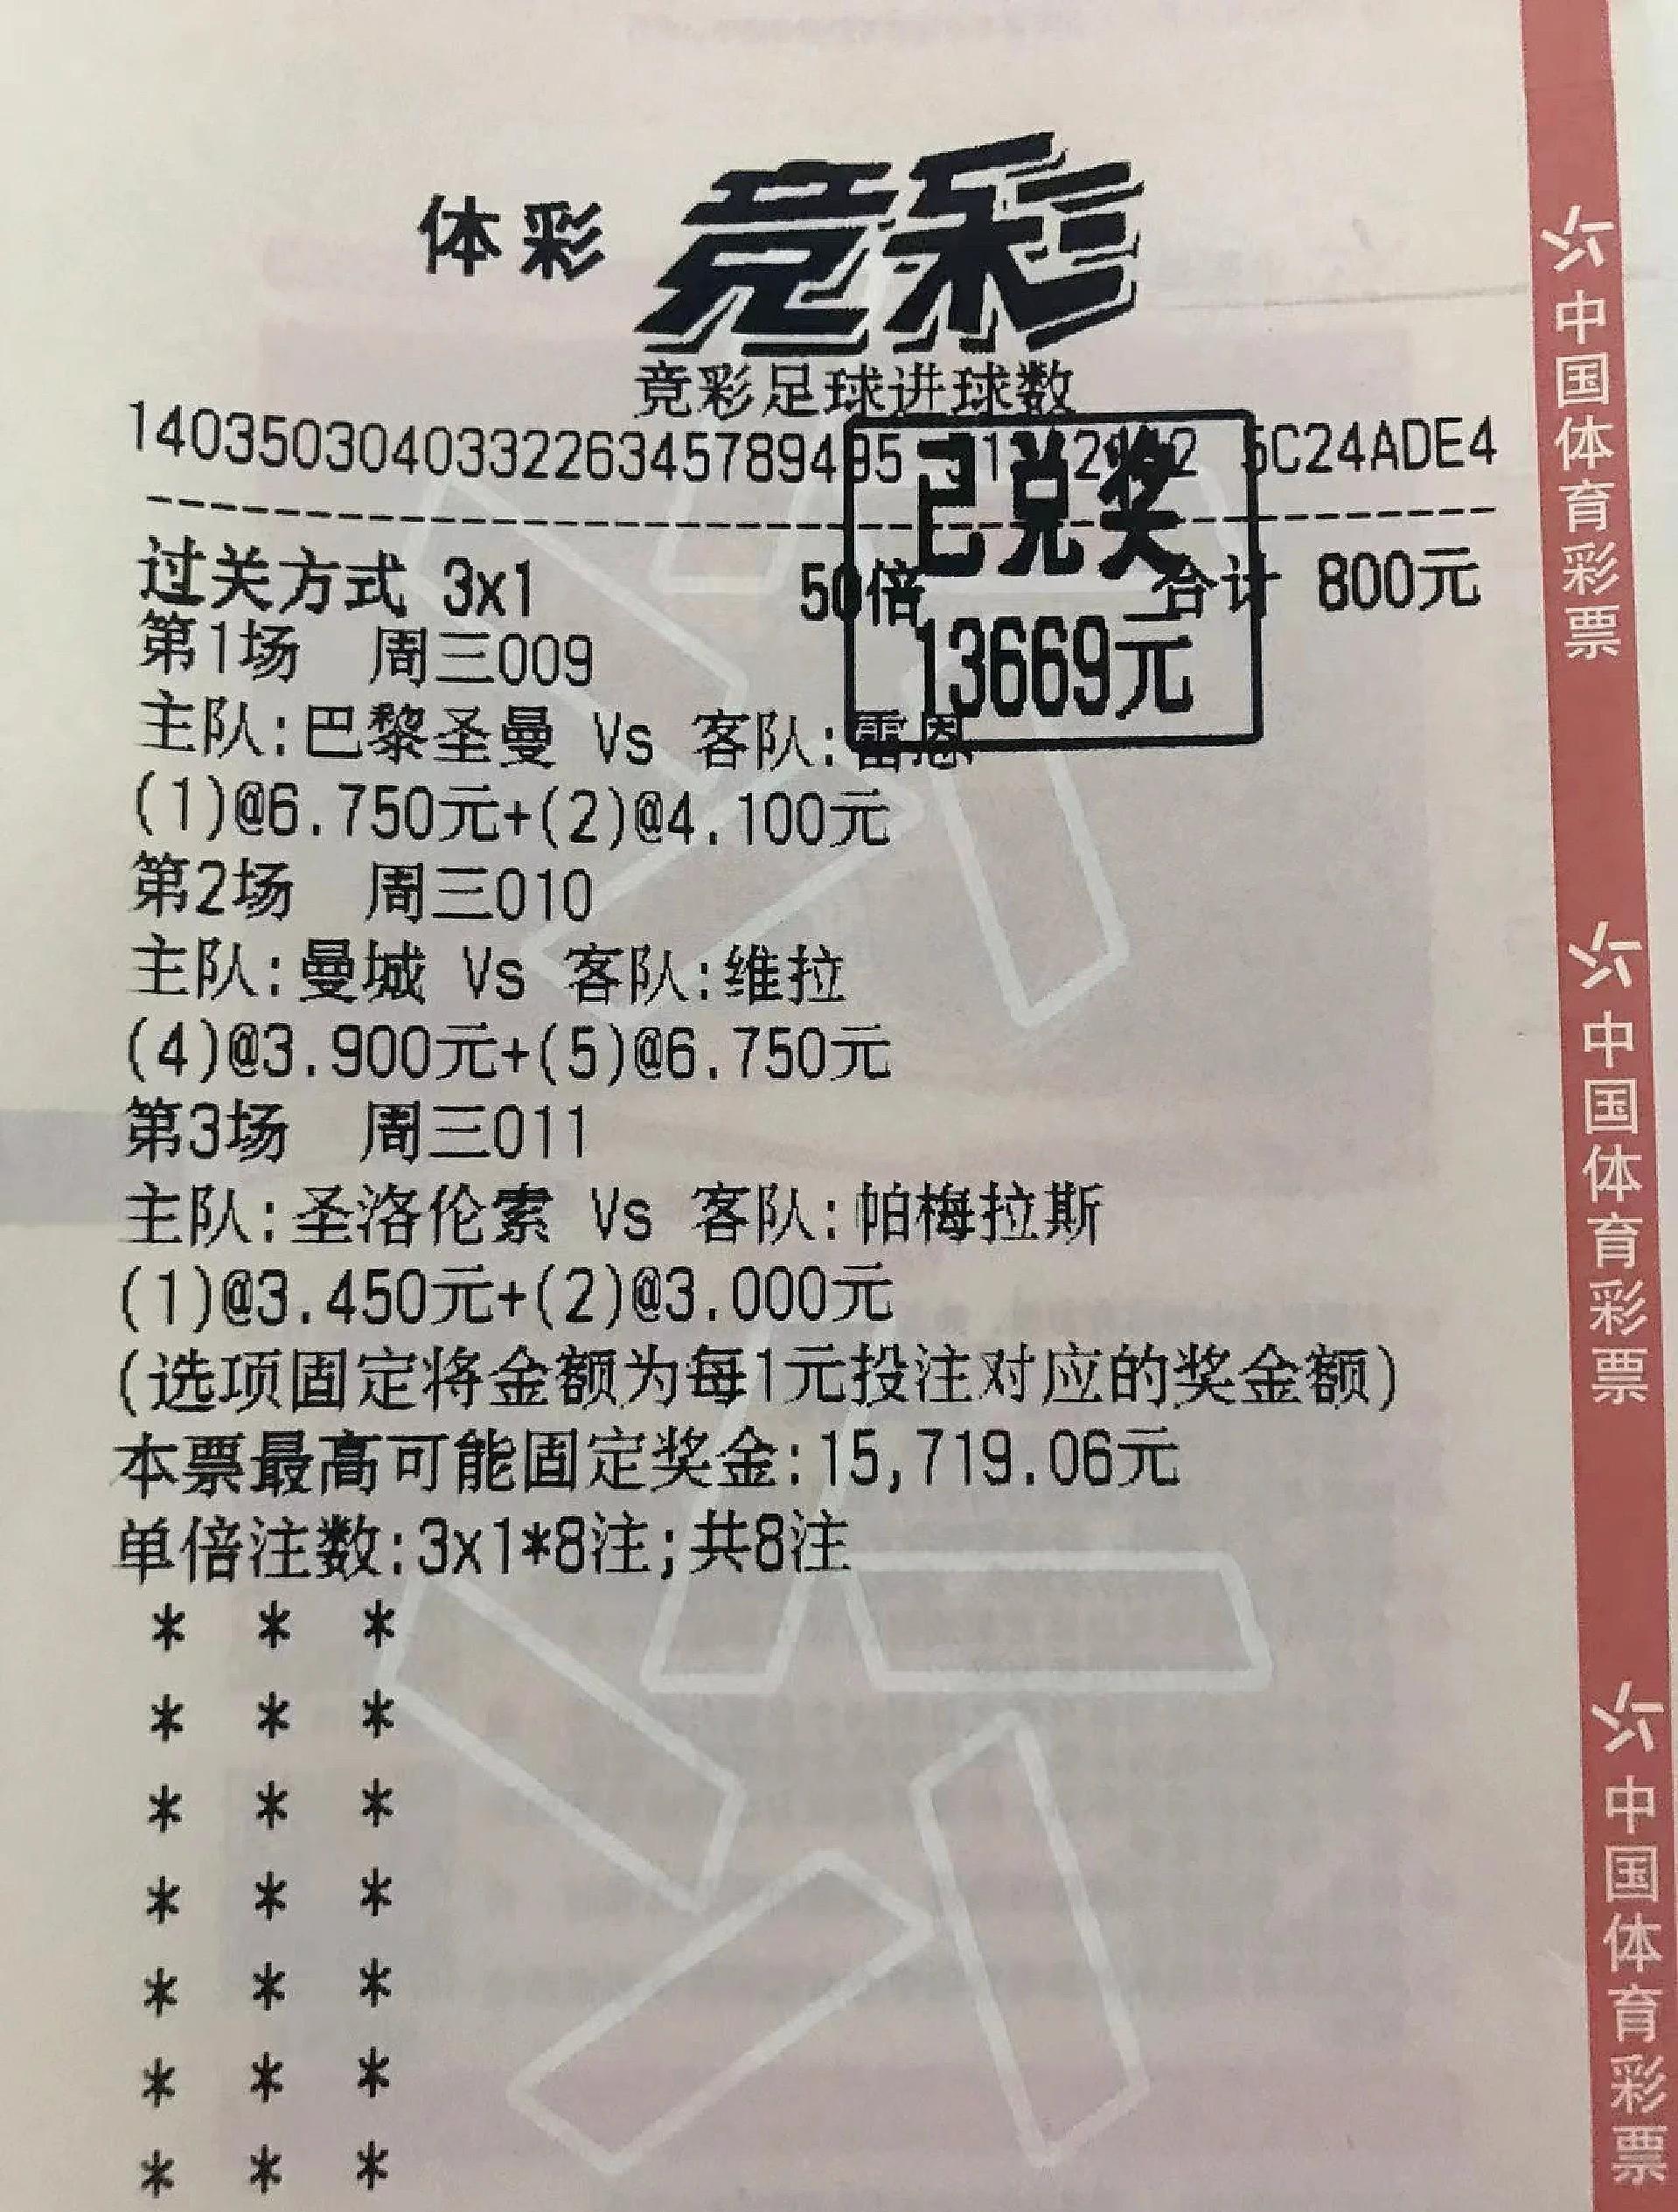 体彩 竞彩
竞彩足球进球数
140350304033226345789495 5C24ADE4
已兑奖
13669元
过关方式 3x1 50倍 合计 800元
第1场 周三009
主队:巴黎圣曼 Vs 客队:雷恩
(1)@6.750元+(2)@4.100元
第2场 周三010
主队:曼城 Vs 客队:维拉
(4)@3.900元+(5)@6.750元
第3场 周三011
主队:圣洛伦索 Vs 客队:帕梅拉斯
(1)@3.450元+(2)@3.000元
(选项固定将金额为每1元投注对应的奖金额)
本票最高可能固定奖金:15,719.06元
单倍注数:3x1*8注;共8注
* * *
* * *
* * *
* * *
* * *
* * *
* * *
中国体育彩票
中国体育彩票
中国体育彩票